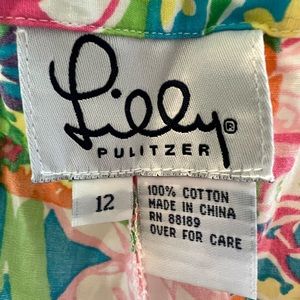 Lilly®
PULITZER
12
100% COTTON
MADE IN CHINA
RN 88189
OVER FOR CARE